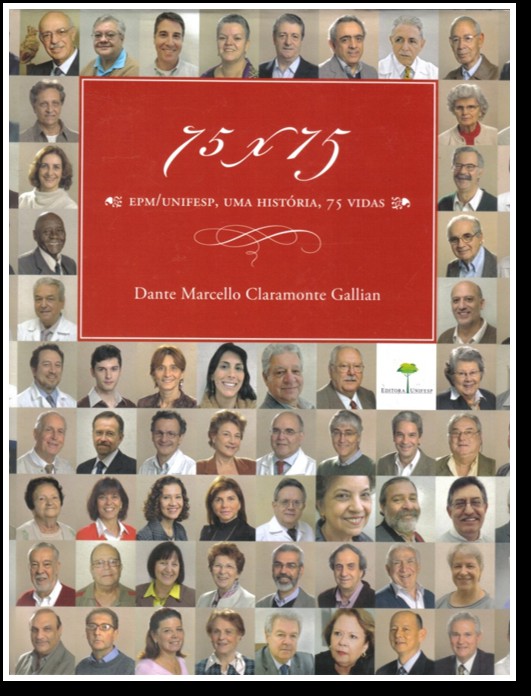 75 x 75
EPM/UNIFESP, UMA HISTÓRIA, 75 VIDAS
Dante Marcello Claramonte Gallian
EDITORA UNIFESP